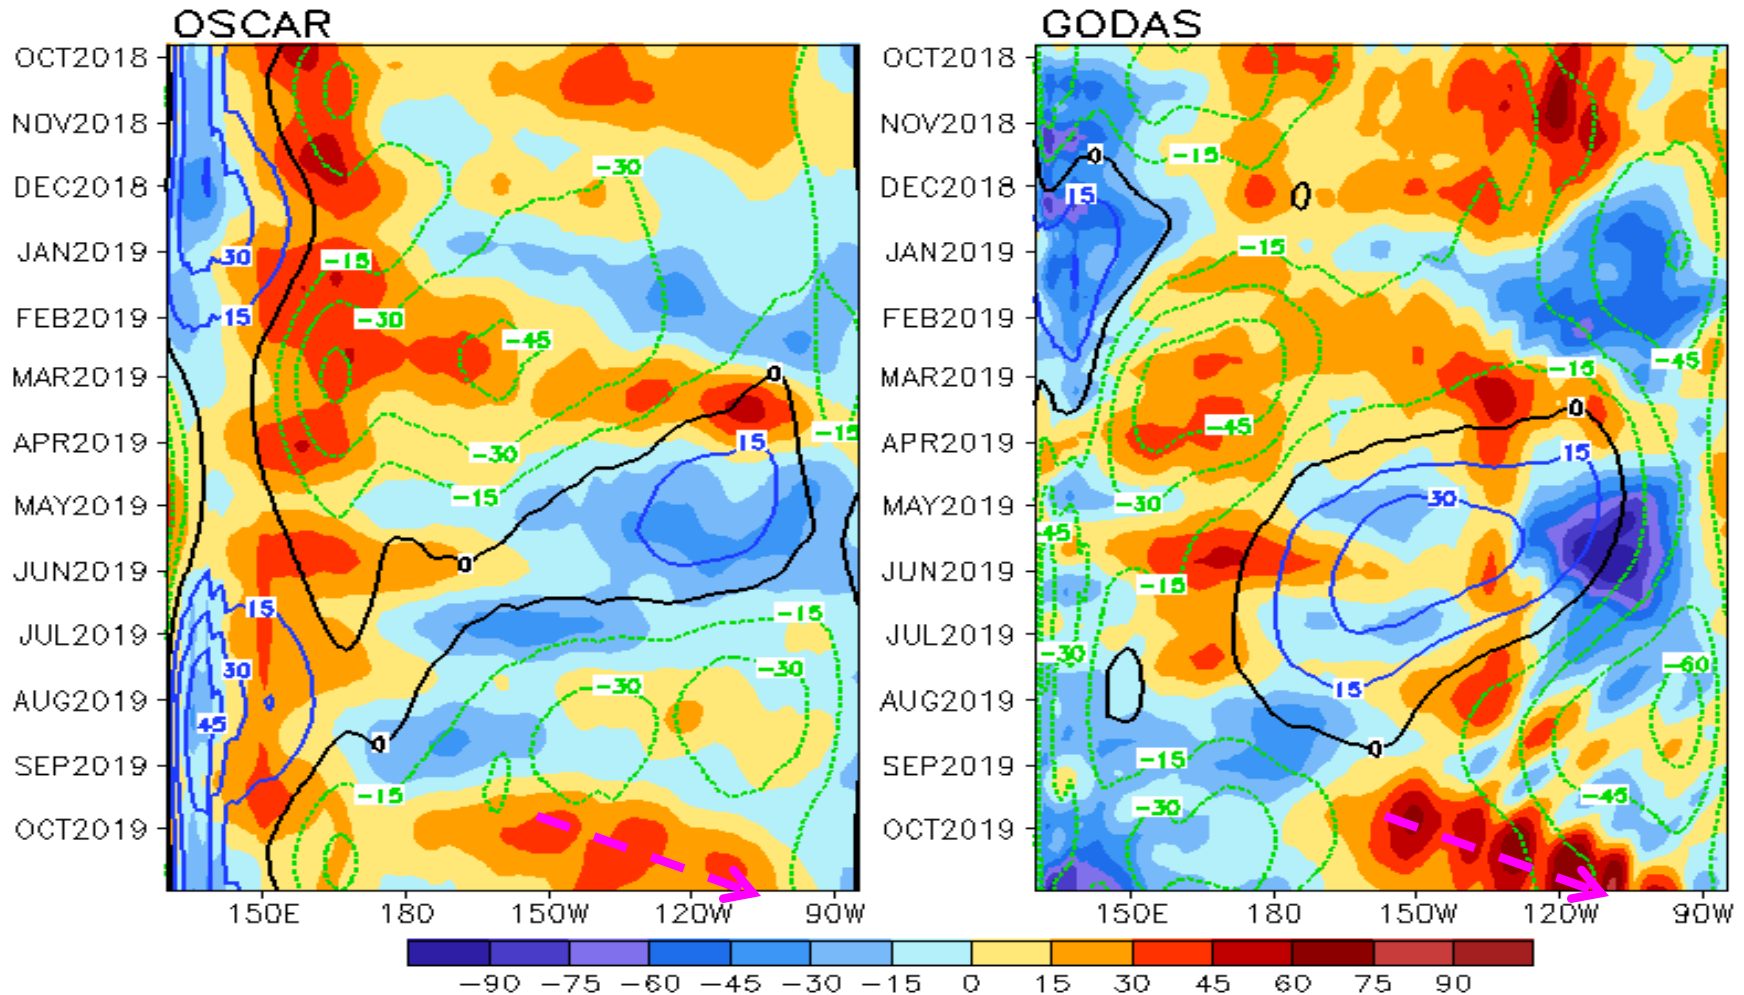 OSCAR
OCT2018
NOV2018
DEC2018
JAN2019
FEB2019
MAR2019
APR2019
MAY2019
JUN2019
JUL2019
AUG2019
SEP2019
OCT2019
150E 180 150W 120W 90W
-30
30
-15
15
-30
-45
0
-15
15
-30
-15
0
15
-15
30
-30
-30
45
0
-15
GODAS
OCT2018
NOV2018
DEC2018
JAN2019
FEB2019
MAR2019
APR2019
MAY2019
JUN2019
JUL2019
AUG2019
SEP2019
OCT2019
150E 180 150W 120W 90W
0
-15
15
0
-15
-45
-15
0
-45
15
30
-30
-45
-15
-30
-60
15
0
-15
-45
-30
-90 -75 -60 -45 -30 -15 0 15 30 45 60 75 90